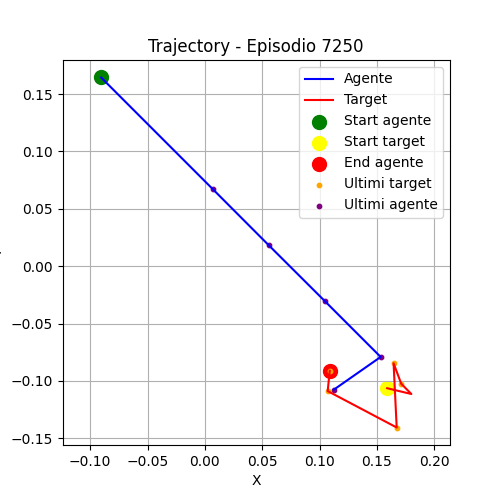 Trajectory - Episodio 7250
Agente
Target
Start agente
Start target
End agente
Ultimi target
Ultimi agente
0.15
0.10
0.05
0.00
−0.05
−0.10
−0.15
−0.10
−0.05
0.00
0.05
0.10
0.15
0.20
X